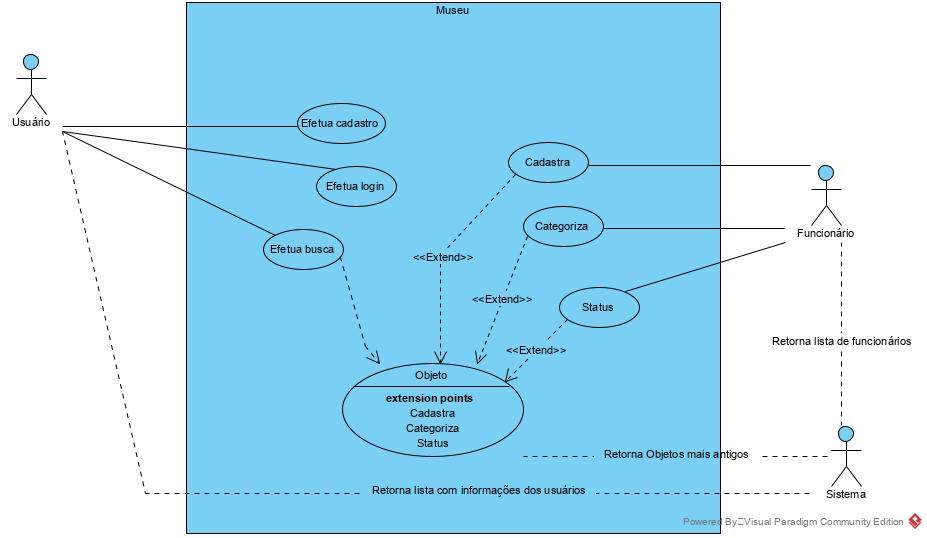 Museu
Usuário
Efetua cadastro
Cadastra
Efetua login
Categoriza
Funcionário
Efetua busca
<<Extend>>
<<Extend>>
Status
Retorna lista de funcionários
<<Extend>>
Objeto
extension points
Cadastra
Categoriza
Status
Retorna Objetos mais antigos
Retorna lista com informações dos usuários
Sistema
Powered By Visual Paradigm Community Edition